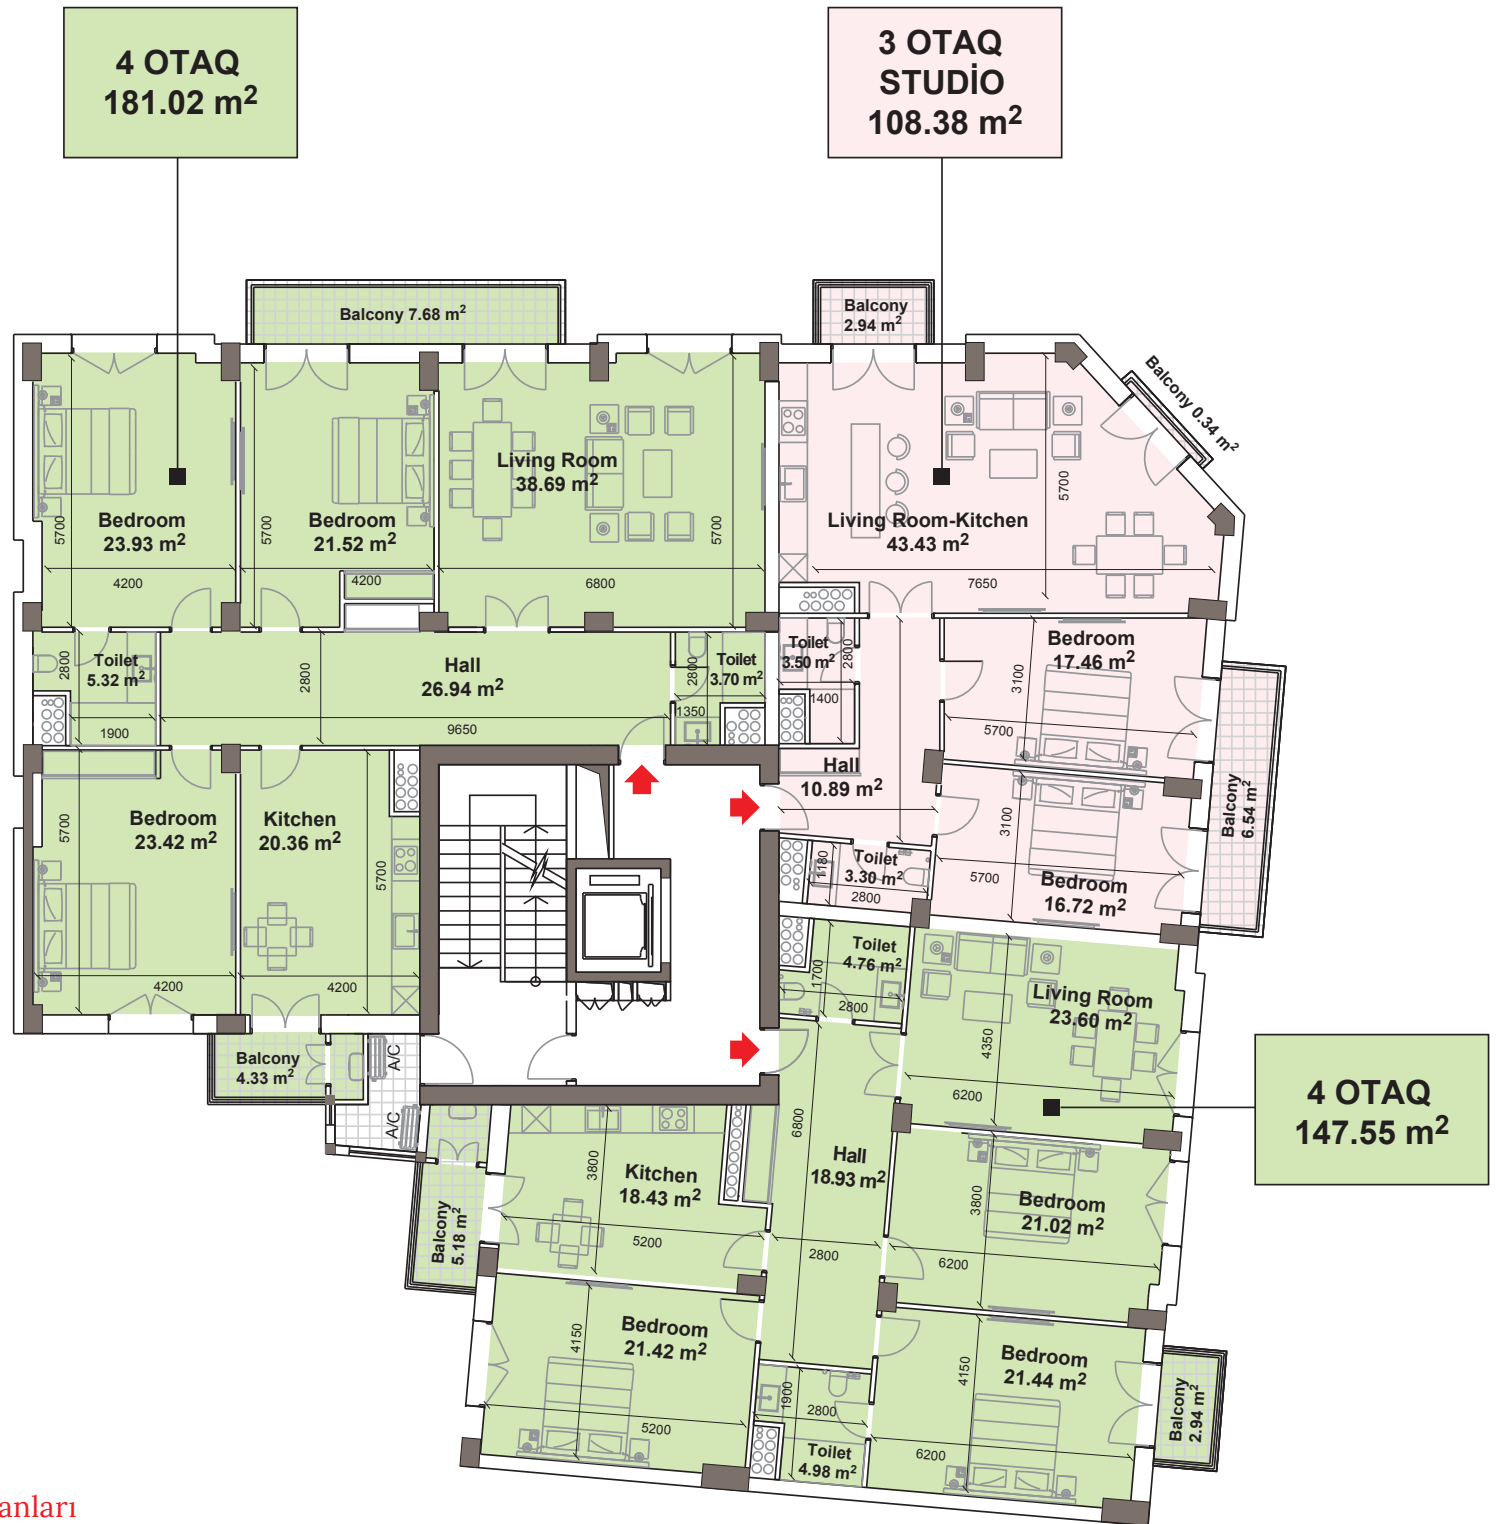 4 OTAQ
181.02 m²
3 OTAQ
STUDİO
108.38 m²
Balcony 7.68 m²
Balcony
2.94 m²
Balcony 0.34 m²
Living Room
38.69 m²
5700
Bedroom
23.93 m²
5700
4200
Bedroom
21.52 m²
5700
4200
6800
5700
Living Room-Kitchen
43.43 m²
5700
7650
Toilet
5.32 m²
2800
1900
2800
Hall
26.94 m²
9650
2800
Toilet
3.70 m²
1350
Toilet
3.50 m²
2800
1400
Bedroom
17.46 m²
3100
5700
Hall
10.89 m²
Balcony
6.54 m²
Bedroom
23.42 m²
5700
4200
Kitchen
20.36 m²
5700
4200
3100
5700
Bedroom
16.72 m²
1180
Toilet
3.30 m²
2800
Toilet
4.76 m²
1700
2800
Living Room
23.60 m²
4350
6200
Balcony
4.33 m²
A/C
A/C
4 OTAQ
147.55 m²
6800
Hall
18.93 m²
2800
Kitchen
18.43 m²
3800
5200
Balcony
5.18 m²
Bedroom
21.02 m²
3800
6200
Bedroom
21.42 m²
4150
5200
Bedroom
21.44 m²
4150
6200
1900
2800
Toilet
4.98 m²
Balcony
2.94 m²
anları